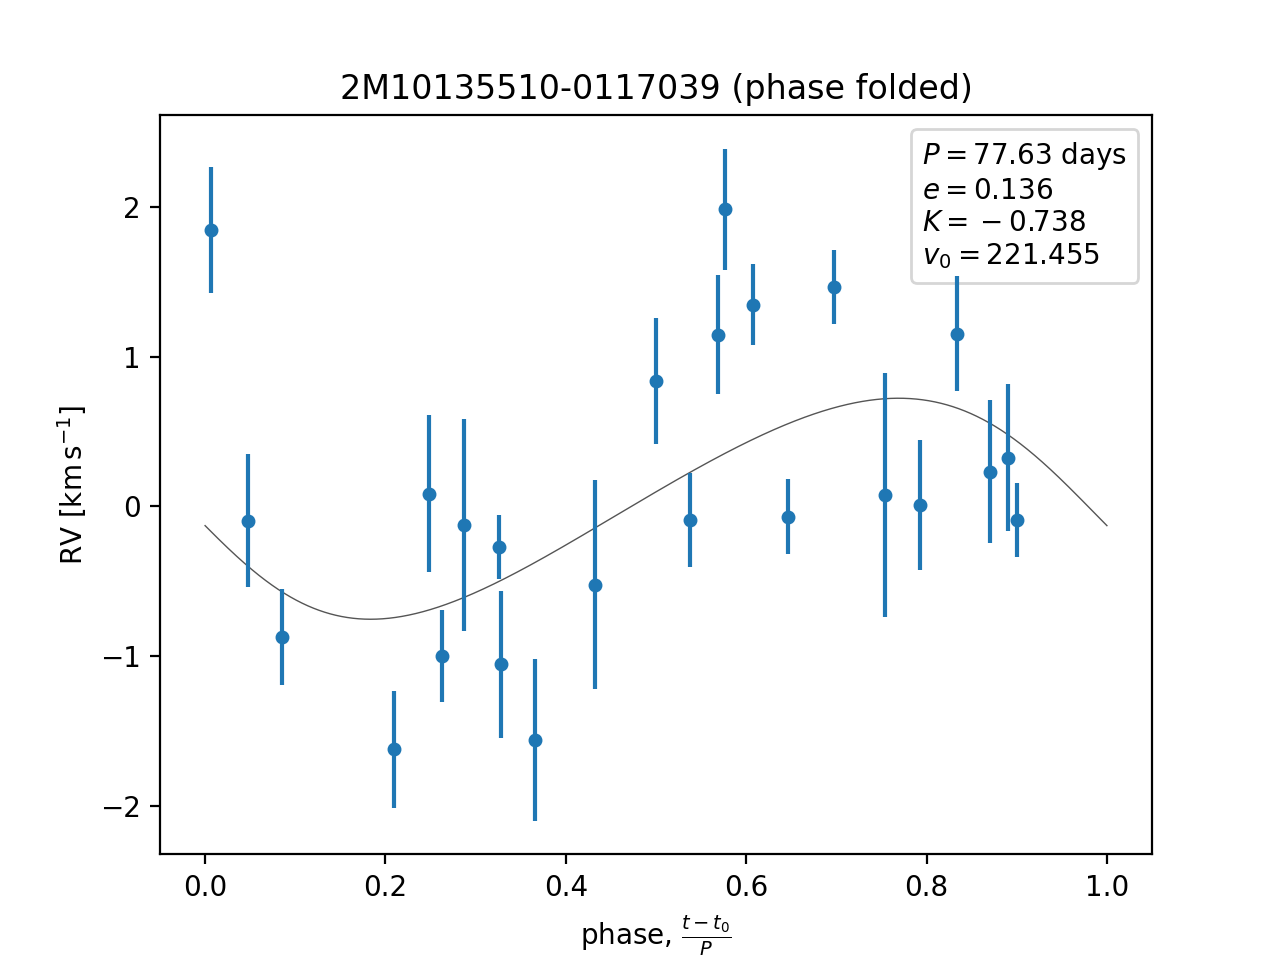 2M10135510-0117039 (phase folded)
P = 77.63 days
e = 0.136
K = −0.738
v₀ = 221.455
RV [km s⁻¹]
2
1
0
−1
−2
0.0 0.2 0.4 0.6 0.8 1.0
phase, (t − t₀)/P